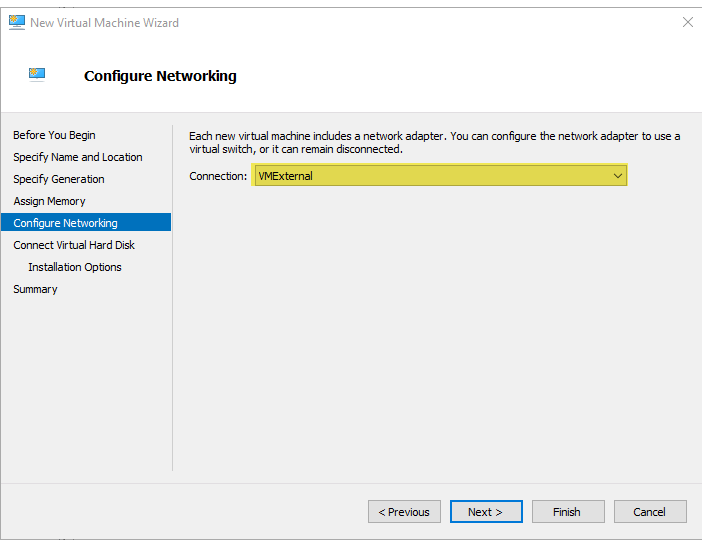 New Virtual Machine Wizard
Configure Networking
Before You Begin
Specify Name and Location
Specify Generation
Assign Memory
Configure Networking
Connect Virtual Hard Disk
Installation Options
Summary
Each new virtual machine includes a network adapter. You can configure the network adapter to use a
virtual switch, or it can remain disconnected.
Connection: VMExternal
< Previous Next > Finish Cancel